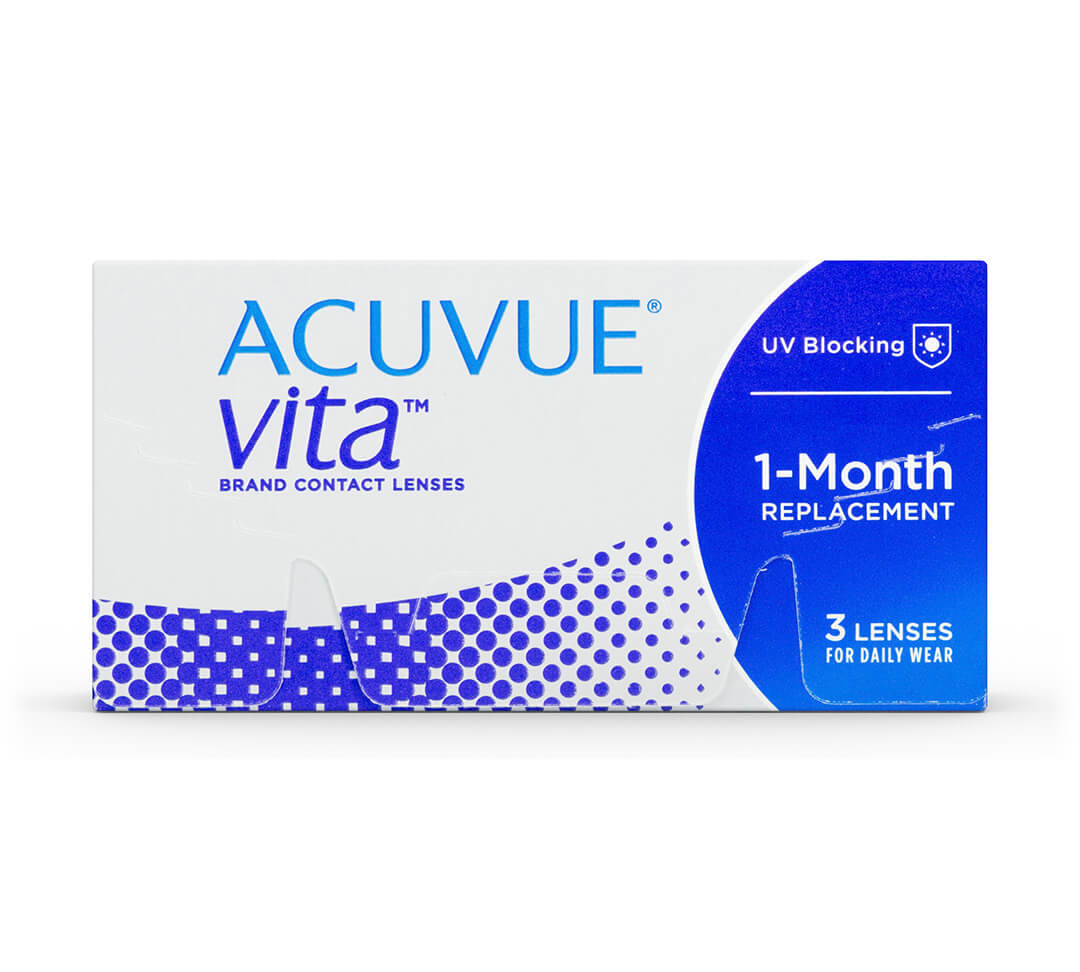 ACUVUE®
vita™
BRAND CONTACT LENSES
UV Blocking
1-Month
REPLACEMENT
3 LENSES
FOR DAILY WEAR